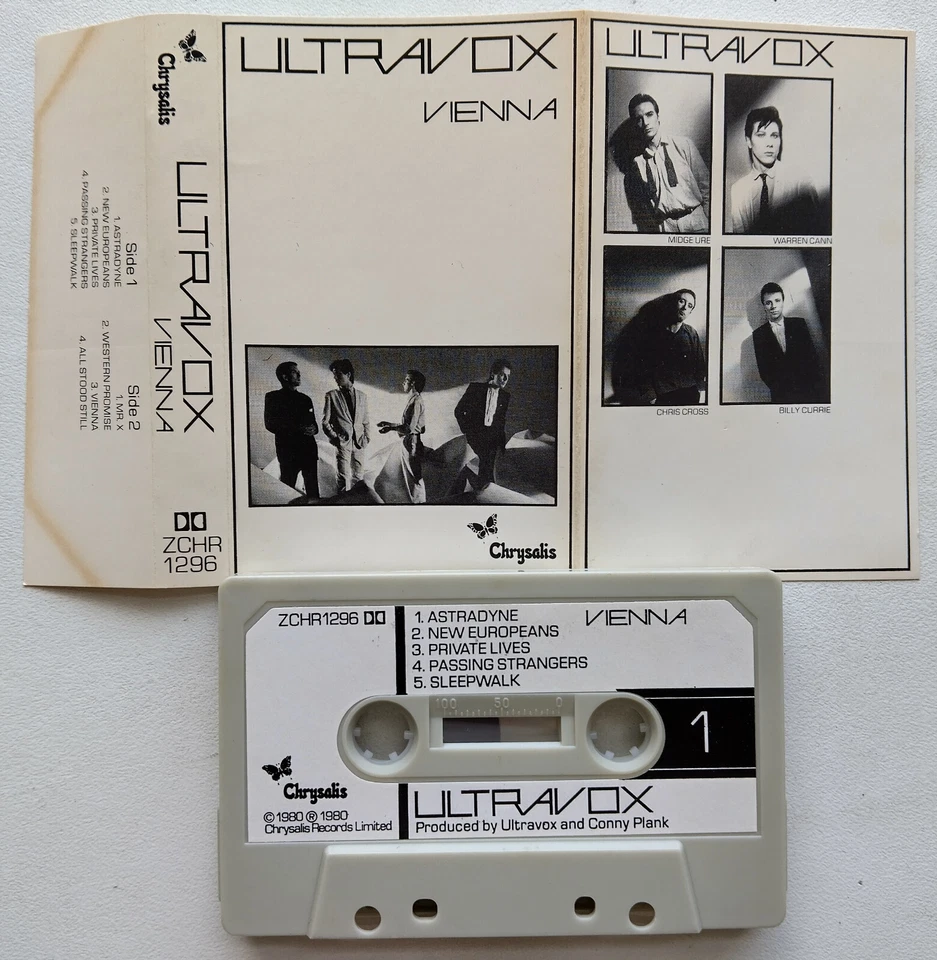 Chrysalis
ULTRAVOX
VIENNA
ZCHR
1296
Side 1
1. ASTRADYNE
2. NEW EUROPEANS
3. PRIVATE LIVES
4. PASSING STRANGERS
5. SLEEPWALK
Side 2
1. MR. X
2. WESTERN PROMISE
3. VIENNA
4. ALL STOOD STILL
ULTRAVOX
VIENNA
Chrysalis
ULTRAVOX
MIDGE URE
WARREN CANN
CHRIS CROSS
BILLY CURRIE
ZCHR1296
1. ASTRADYNE
2. NEW EUROPEANS
3. PRIVATE LIVES
4. PASSING STRANGERS
5. SLEEPWALK
VIENNA
100 50 0
1
Chrysalis
© 1980 ℗ 1980
Chrysalis Records Limited
ULTRAVOX
Produced by Ultravox and Conny Plank